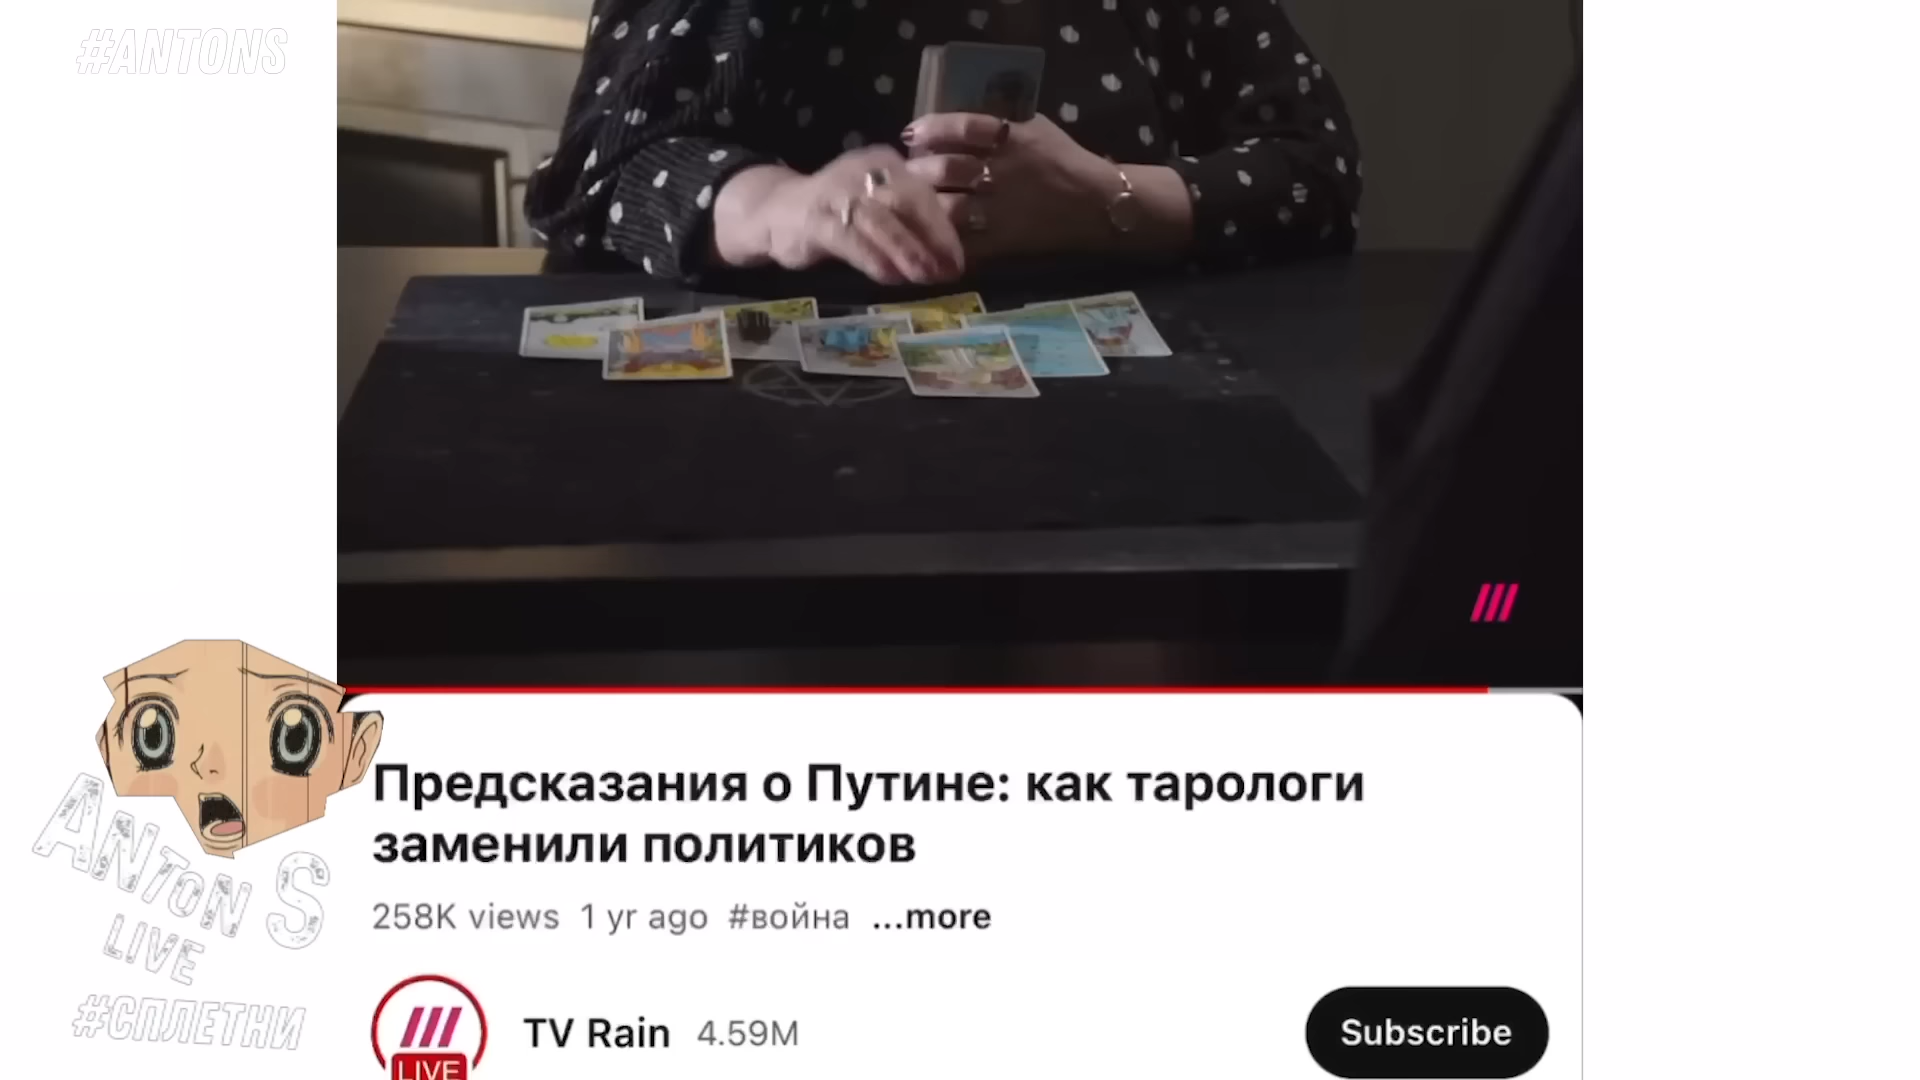 #ANTONS
Предсказания о Путине: как тарологи
заменили политиков
258K views 1 yr ago #война ...more
TV Rain 4.59M
Subscribe
LIVE
ANTON S
LIVE
#СПЛЕТНИ